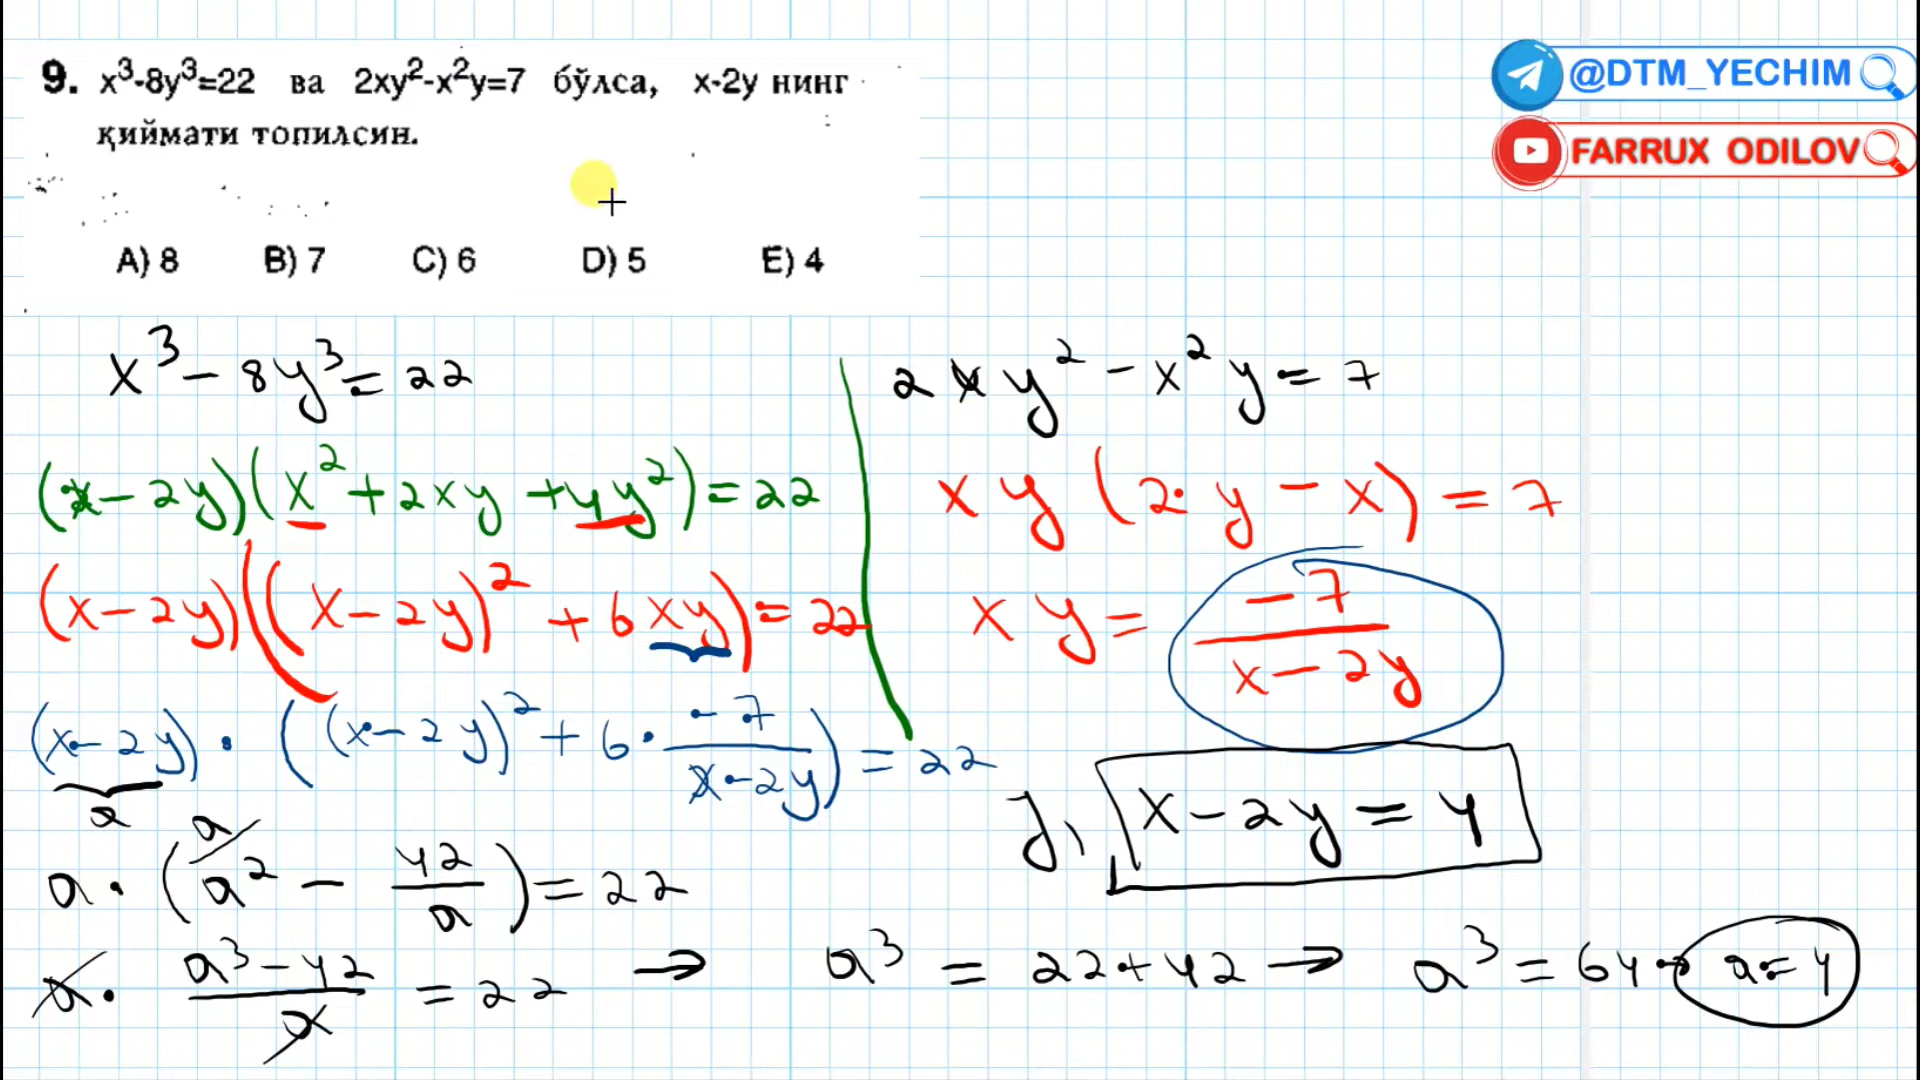 9. x³-8y³=22 ва 2xy²-x²y=7 бўлса, x-2y нинг
қиймати топилсин.
A) 8 B) 7 C) 6 D) 5 E) 4
@DTM_YECHIM
FARRUX ODILOV
x³ - 8y³ = 22
(x - 2y)(x² + 2xy + 4y²) = 22
(x - 2y)((x - 2y)² + 6xy) = 22
(x - 2y) · ((x - 2y)² + 6 · -7/(x - 2y)) = 22
a
a · (a²/a - 42/a) = 22
a · (a³ - 42)/a = 22 → a³ = 22 + 42 → a³ = 64 → a = 4
2xy² - x²y = 7
xy(2·y - x) = 7
xy = -7/(x - 2y)
J; x - 2y = 4